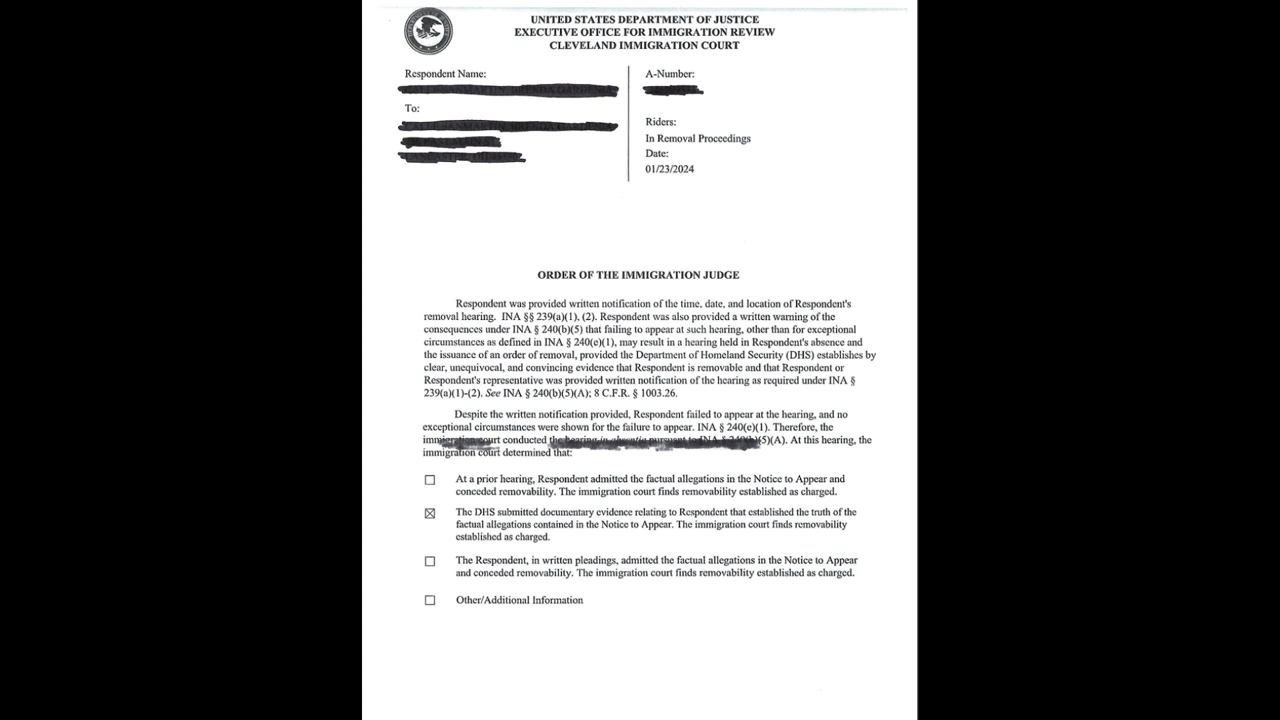 UNITED STATES DEPARTMENT OF JUSTICE
EXECUTIVE OFFICE FOR IMMIGRATION REVIEW
CLEVELAND IMMIGRATION COURT
Respondent Name:
To:
A-Number:
Riders:
In Removal Proceedings
Date:
01/23/2024
ORDER OF THE IMMIGRATION JUDGE
Respondent was provided written notification of the time, date, and location of Respondent's
removal hearing. INA §§ 239(a)(1), (2). Respondent was also provided a written warning of the
consequences under INA § 240(b)(5) that failing to appear at such hearing, other than for exceptional
circumstances as defined in INA § 240(e)(1), may result in a hearing held in Respondent's absence and
the issuance of an order of removal, provided the Department of Homeland Security (DHS) establishes by
clear, unequivocal, and convincing evidence that Respondent is removable and that Respondent or
Respondent's representative was provided written notification of the hearing as required under INA §
239(a)(1)-(2). See INA § 240(b)(5)(A); 8 C.F.R. § 1003.26.
Despite the written notification provided, Respondent failed to appear at the hearing, and no
exceptional circumstances were shown for the failure to appear. INA § 240(e)(1). Therefore, the
immigration court conducted the hearing in absentia pursuant to INA § 240(b)(5)(A). At this hearing, the
immigration court determined that:
At a prior hearing, Respondent admitted the factual allegations in the Notice to Appear and
conceded removability. The immigration court finds removability established as charged.
The DHS submitted documentary evidence relating to Respondent that established the truth of the
factual allegations contained in the Notice to Appear. The immigration court finds removability
established as charged.
The Respondent, in written pleadings, admitted the factual allegations in the Notice to Appear
and conceded removability. The immigration court finds removability established as charged.
Other/Additional Information